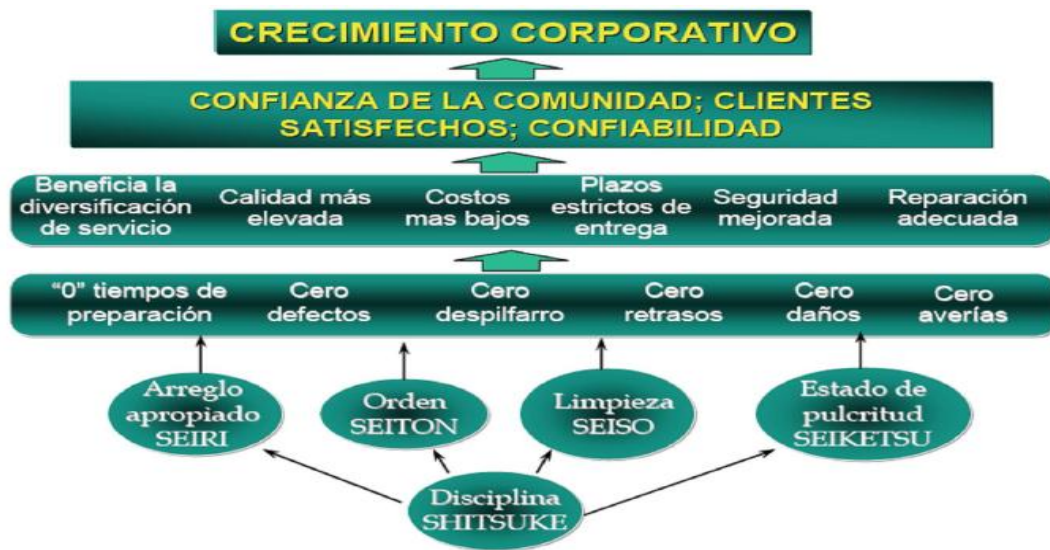 CRECIMIENTO CORPORATIVO
CONFIANZA DE LA COMUNIDAD; CLIENTES
SATISFECHOS; CONFIABILIDAD
Beneficia la
diversificación
de servicio
Calidad más
elevada
Costos
mas bajos
Plazos
estrictos de
entrega
Seguridad
mejorada
Reparación
adecuada
“0” tiempos de
preparación
Cero
defectos
Cero
despilfarro
Cero
retrasos
Cero
daños
Cero
averías
Arreglo
apropiado
SEIRI
Orden
SEITON
Limpieza
SEISO
Estado de
pulcritud
SEIKETSU
Disciplina
SHITSUKE